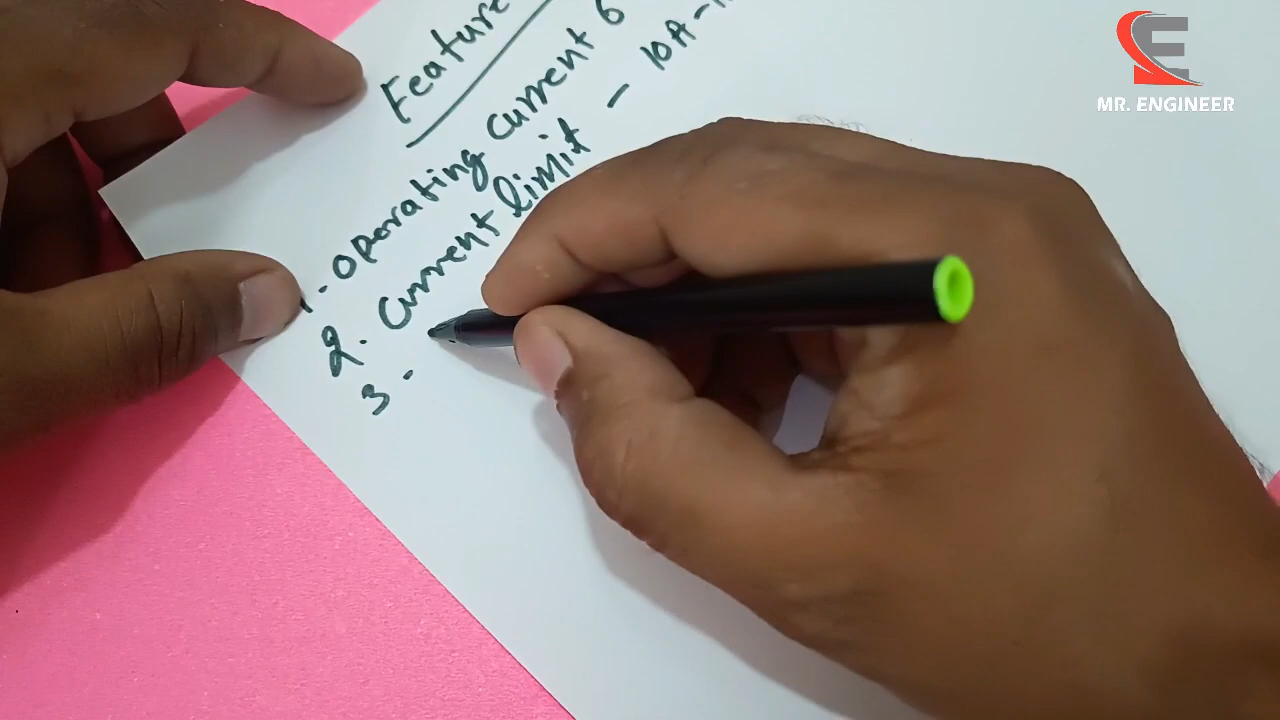 Feature
1. Operating current 6
2. Current limit - 10A -
3.
MR. ENGINEER